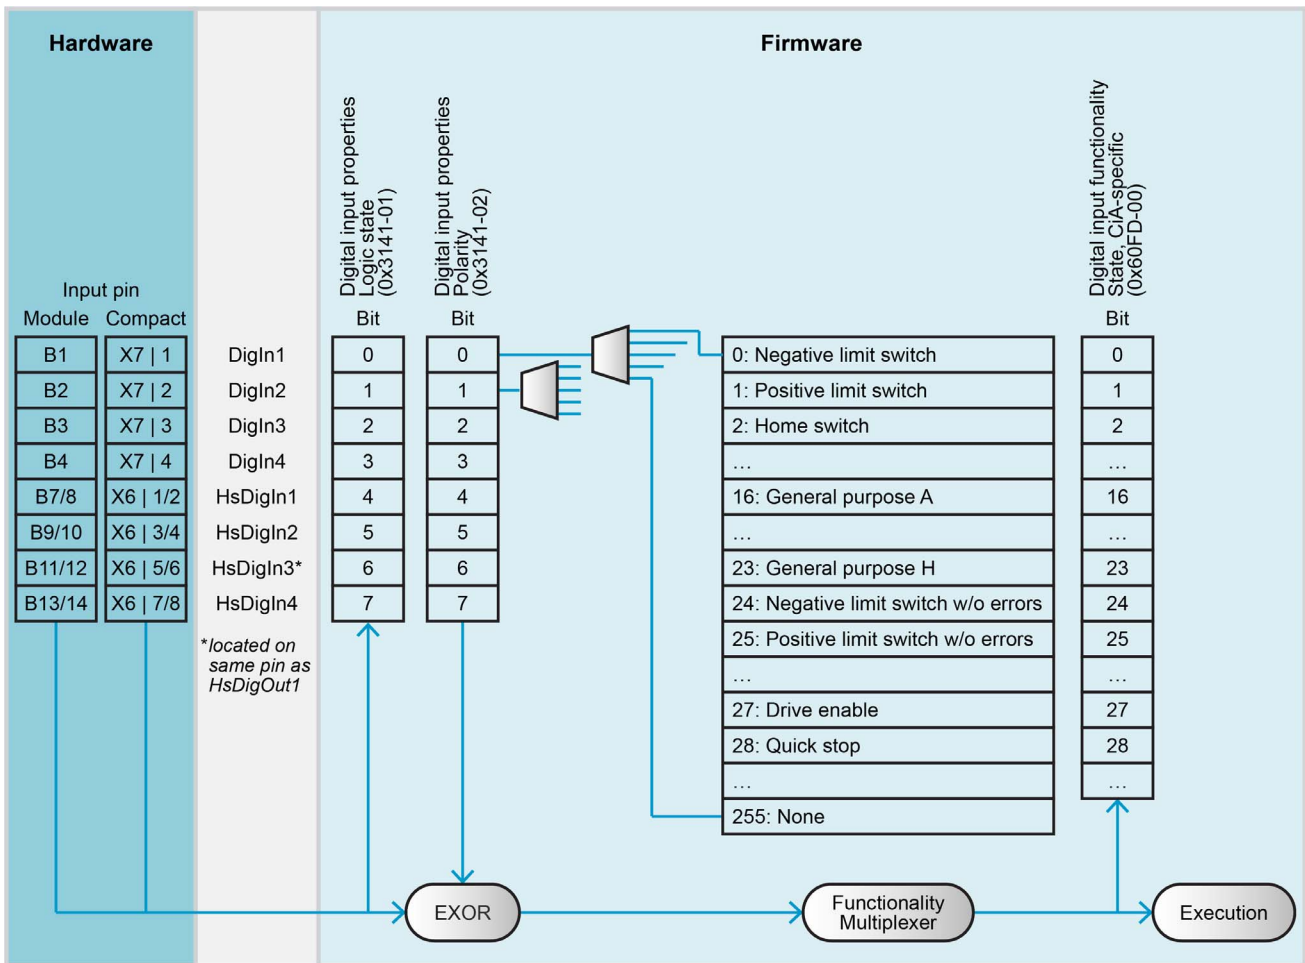 Hardware
Firmware
Digital input properties
Logic state
(0x3141-01)
Digital input properties
Polarity
(0x3141-02)
Digital input functionality
State, CiA-specific
(0x60FD-00)
Input pin
Module Compact
Bit Bit Bit
B1 X7 | 1 DigIn1 0 0 0: Negative limit switch 0
B2 X7 | 2 DigIn2 1 1 1: Positive limit switch 1
B3 X7 | 3 DigIn3 2 2 2: Home switch 2
B4 X7 | 4 DigIn4 3 3 ... ...
B7/8 X6 | 1/2 HsDigIn1 4 4 16: General purpose A 16
B9/10 X6 | 3/4 HsDigIn2 5 5 ... ...
B11/12 X6 | 5/6 HsDigIn3* 6 6 23: General purpose H 23
B13/14 X6 | 7/8 HsDigIn4 7 7 24: Negative limit switch w/o errors 24
*located on
same pin as
HsDigOut1
25: Positive limit switch w/o errors 25
... ...
27: Drive enable 27
28: Quick stop 28
... ...
255: None
EXOR
Functionality
Multiplexer
Execution